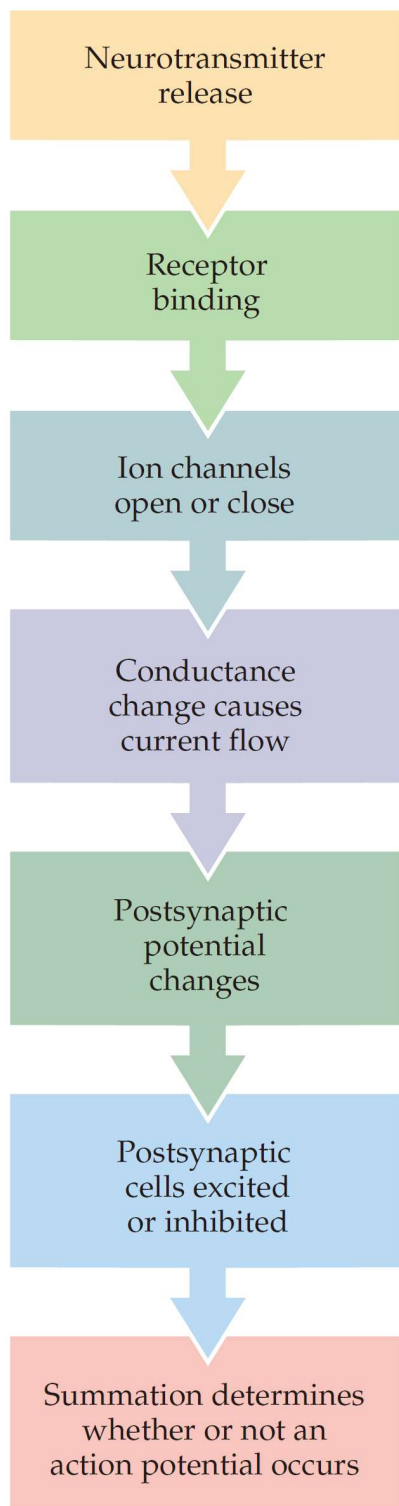 Neurotransmitter
release
Receptor
binding
Ion channels
open or close
Conductance
change causes
current flow
Postsynaptic
potential
changes
Postsynaptic
cells excited
or inhibited
Summation determines
whether or not an
action potential occurs